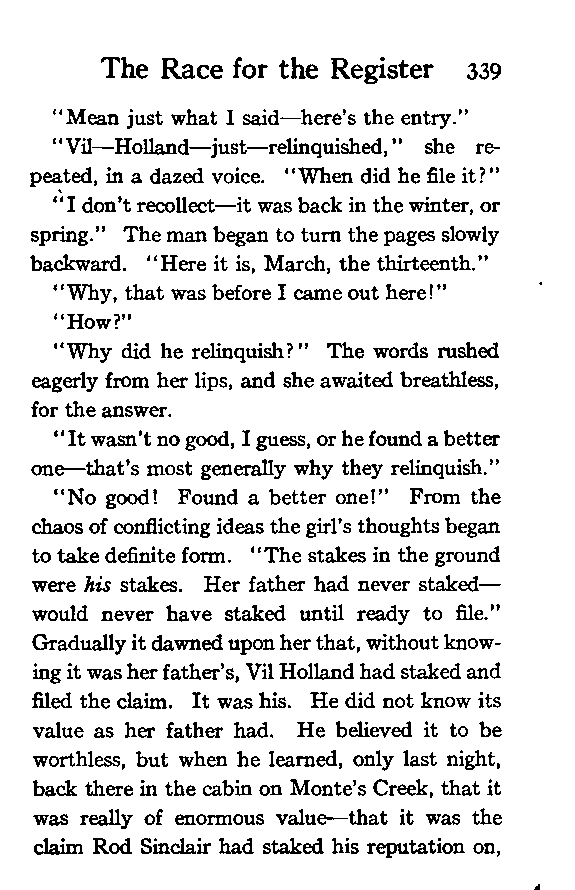 The Race for the Register 339
"Mean just what I said—here's the entry."
"Vil—Holland—just—relinquished," she re-
peated, in a dazed voice. "When did he file it?"
"I don't recollect—it was back in the winter, or
spring." The man began to turn the pages slowly
backward. "Here it is, March, the thirteenth."
"Why, that was before I came out here!"
"How?"
"Why did he relinquish?" The words rushed
eagerly from her lips, and she awaited breathless,
for the answer.
"It wasn't no good, I guess, or he found a better
one—that's most generally why they relinquish."
"No good! Found a better one!" From the
chaos of conflicting ideas the girl's thoughts began
to take definite form. "The stakes in the ground
were his stakes. Her father had never staked—
would never have staked until ready to file."
Gradually it dawned upon her that, without know-
ing it was her father's, Vil Holland had staked and
filed the claim. It was his. He did not know its
value as her father had. He believed it to be
worthless, but when he learned, only last night,
back there in the cabin on Monte's Creek, that it
was really of enormous value—that it was the
claim Rod Sinclair had staked his reputation on,